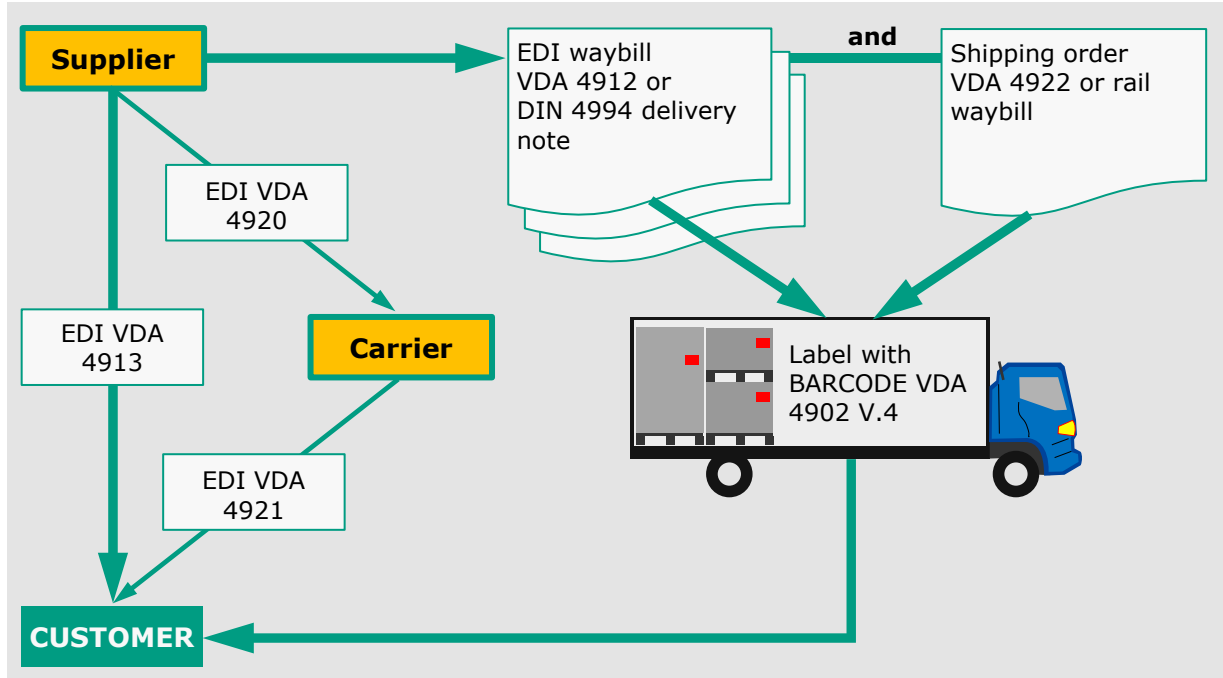 Supplier
EDI waybill
VDA 4912 or
DIN 4994 delivery
note
and
Shipping order
VDA 4922 or rail
waybill
EDI VDA
4920
EDI VDA
4913
Carrier
Label with
BARCODE VDA
4902 V.4
EDI VDA
4921
CUSTOMER